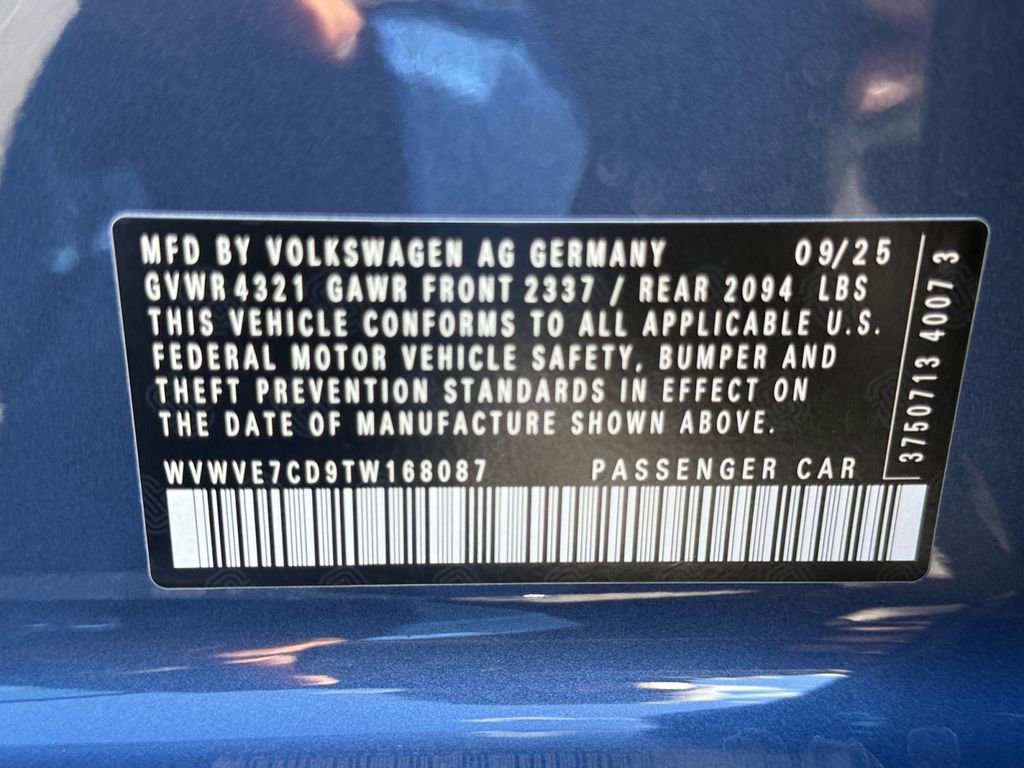 MFD BY VOLKSWAGEN AG GERMANY 09/25
GVWR 4321 GAWR FRONT 2337 / REAR 2094 LBS
THIS VEHICLE CONFORMS TO ALL APPLICABLE U.S.
FEDERAL MOTOR VEHICLE SAFETY, BUMPER AND
THEFT PREVENTION STANDARDS IN EFFECT ON
THE DATE OF MANUFACTURE SHOWN ABOVE.
WVWVE7CD9TW168087 PASSENGER CAR
3750713 4007 3